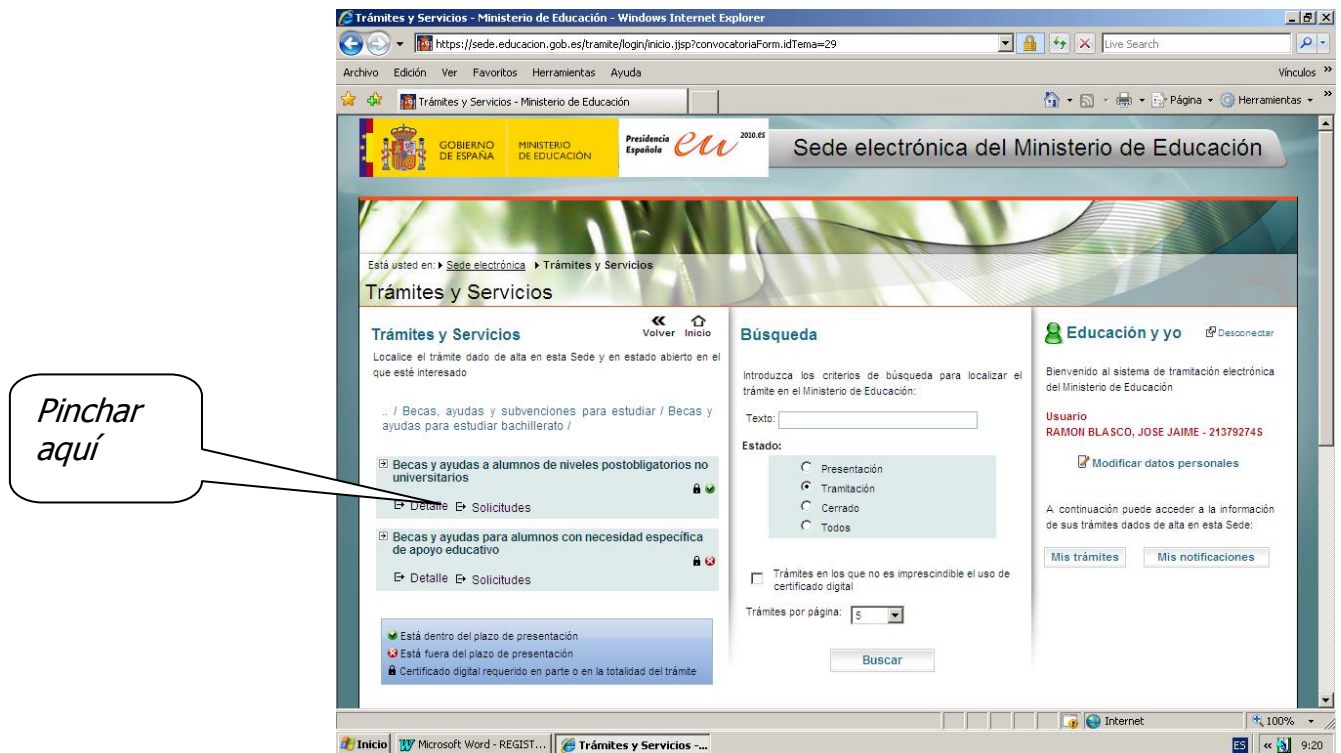 Trámites y Servicios - Ministerio de Educación - Windows Internet Explorer
https://sede.educacion.gob.es/tramite/login/inicio.jjsp?convocatoriaForm.idTema=29
Live Search
Archivo Edición Ver Favoritos Herramientas Ayuda
Vínculos »
Trámites y Servicios - Ministerio de Educación
Página Herramientas »
GOBIERNO DE ESPAÑA
MINISTERIO DE EDUCACIÓN
Presidencia Española eu 2010.es
Sede electrónica del Ministerio de Educación
Está usted en: Sede electrónica Trámites y Servicios
Trámites y Servicios
Trámites y Servicios
Volver Inicio
Localice el trámite dado de alta en esta Sede y en estado abierto en el
que esté interesado
.. / Becas, ayudas y subvenciones para estudiar / Becas y
ayudas para estudiar bachillerato /
Becas y ayudas a alumnos de niveles postobligatorios no
universitarios
Detalle Solicitudes
Becas y ayudas para alumnos con necesidad específica
de apoyo educativo
Detalle Solicitudes
Está dentro del plazo de presentación
Está fuera del plazo de presentación
Certificado digital requerido en parte o en la totalidad del trámite
Pinchar
aquí
Búsqueda
Introduzca los criterios de búsqueda para localizar el
trámite en el Ministerio de Educación:
Texto:
Estado:
Presentación
Tramitación
Cerrado
Todos
Trámites en los que no es imprescindible el uso de
certificado digital
Trámites por página: 5
Buscar
Educación y yo
Desconectar
Bienvenido al sistema de tramitación electrónica
del Ministerio de Educación
Usuario
RAMON BLASCO, JOSE JAIME - 21379274S
Modificar datos personales
A continuación puede acceder a la información
de sus trámites dados de alta en esta Sede:
Mis trámites Mis notificaciones
Internet
100%
Inicio
Microsoft Word - REGIST...
Trámites y Servicios -...
ES
«
9:20